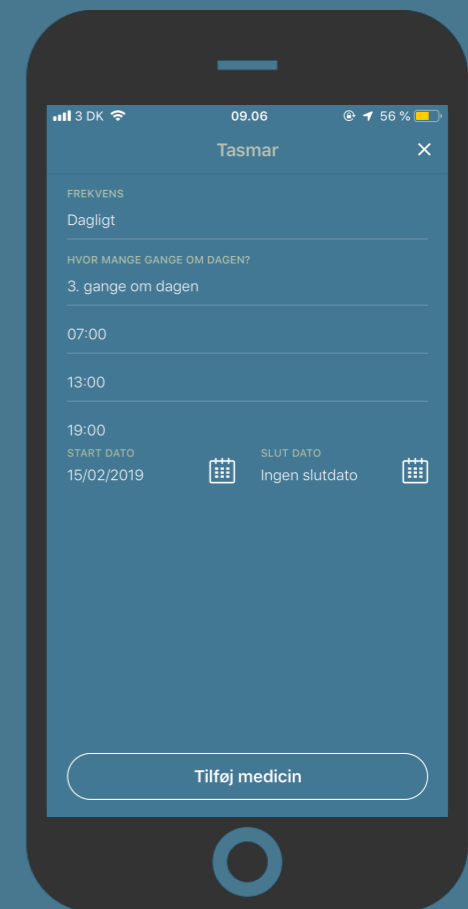 3 DK 09.06 56 %
Tasmar
FREKVENS
Dagligt
HVOR MANGE GANGE OM DAGEN?
3. gange om dagen
07:00
13:00
19:00
START DATO SLUT DATO
15/02/2019 Ingen slutdato
Tilføj medicin